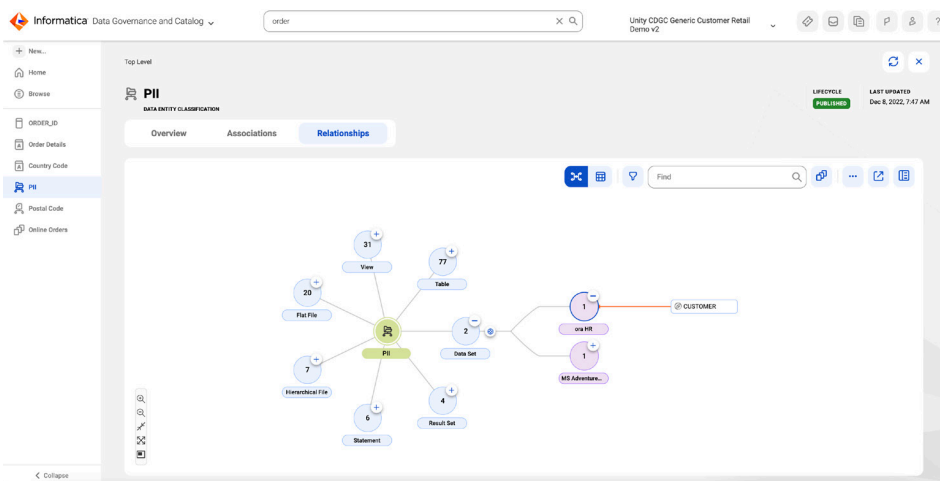 Informatica Data Governance and Catalog
order
Unity CDGC Generic Customer Retail
Demo v2
?
New...
Home
Browse
ORDER_ID
Order Details
Country Code
PII
Postal Code
Online Orders
Collapse
Top Level
PII
DATA ENTITY CLASSIFICATION
LIFECYCLE
PUBLISHED
LAST UPDATED
Dec 8, 2022, 7:47 AM
Overview
Associations
Relationships
Find
31
View
77
Table
20
Flat File
PII
2
Data Set
1
ora HR
CUSTOMER
1
MS Adventure...
7
Hierarchical File
4
Result Set
6
Statement